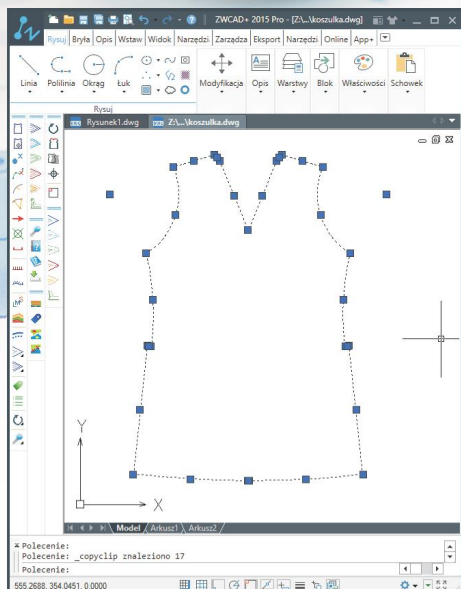 ZWCAD+ 2015 Pro - [Z:\...\koszulka.dwg]
Rysuj Bryła Opis Wstaw Widok Narzędzi Zarządza Eksport Narzędzi Online App+
Linia Polilinia Okrąg Łuk Modyfikacja Opis Warstwy Blok Właściwości Schowek
Rysuj
Rysunek1.dwg Z:\...\koszulka.dwg
Y
X
Model Arkusz1 Arkusz2
Polecenie:
Polecenie: _copyclip znaleziono 17
Polecenie:
555.2688, 354.0451, 0.0000